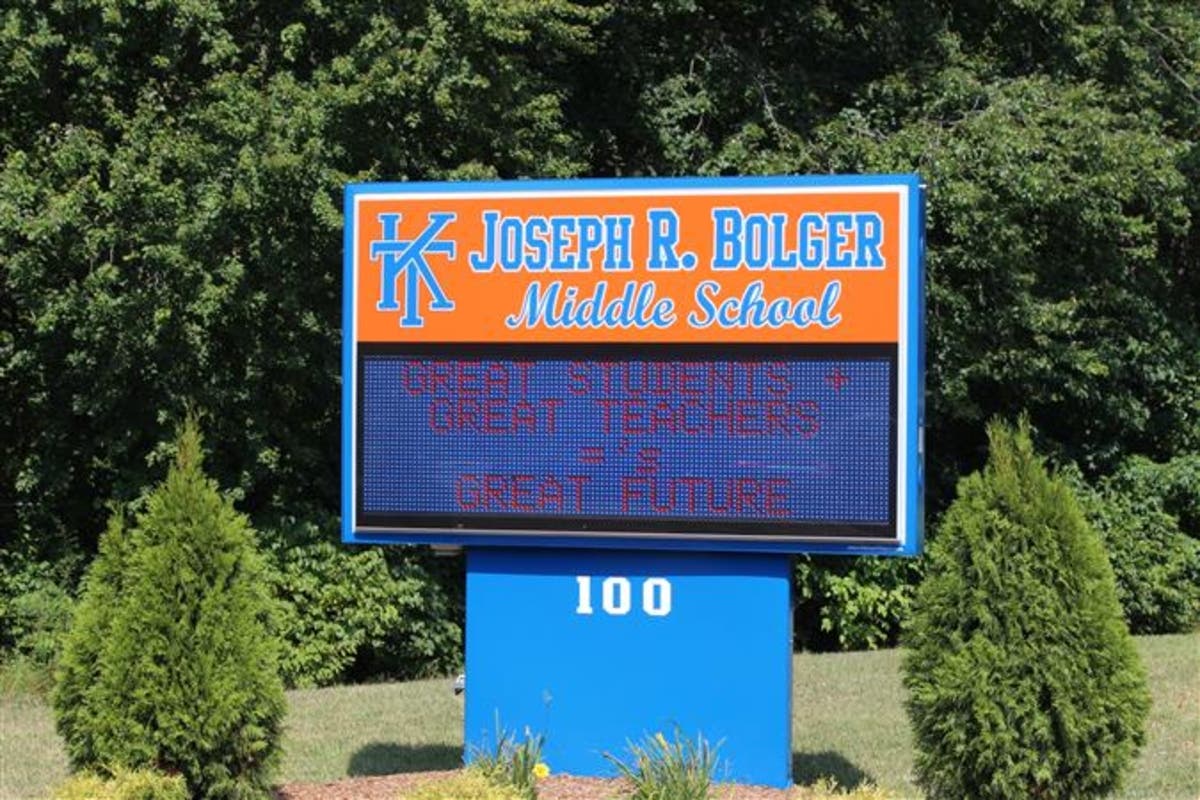 KT
JOSEPH R. BOLGER
Middle School
GREAT STUDENTS +
GREAT TEACHERS
='s
GREAT FUTURE
100